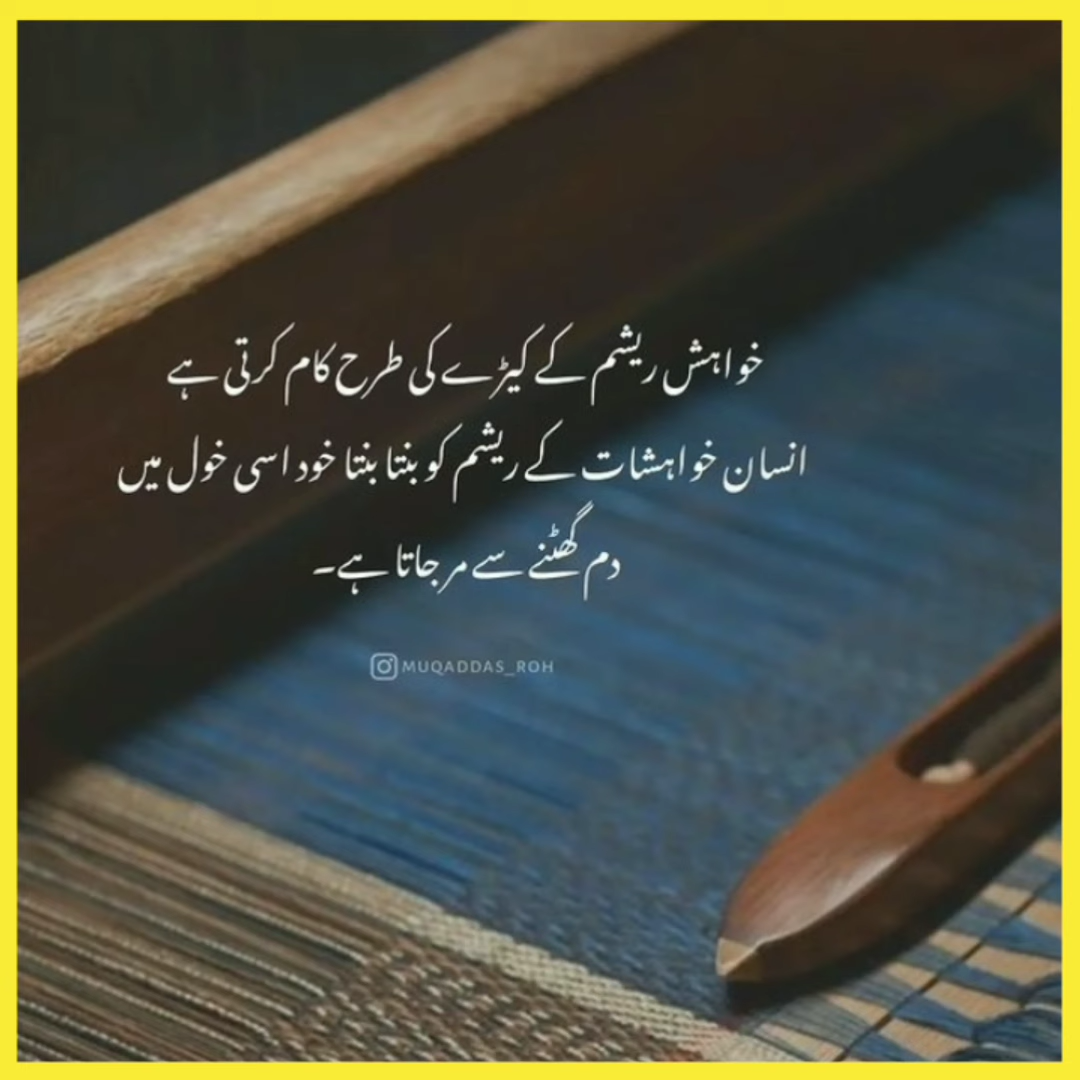 خواہش ریشم کے کیڑے کی طرح کام کرتی ہے
انسان خواہشات کے ریشم کو بنتا بنتا خود اسی خول میں
دم گھٹنے سے مر جاتا ہے۔
MUQADDAS_ROH